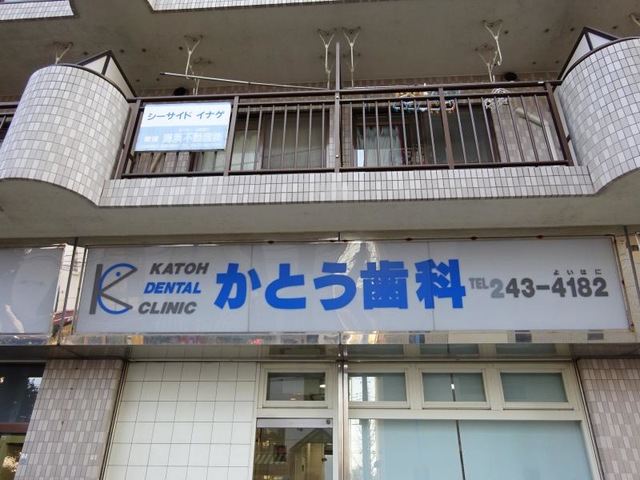 シーサイド イナゲ
KATOH
DENTAL
CLINIC
かとう歯科
よい はに
TEL 243-4182